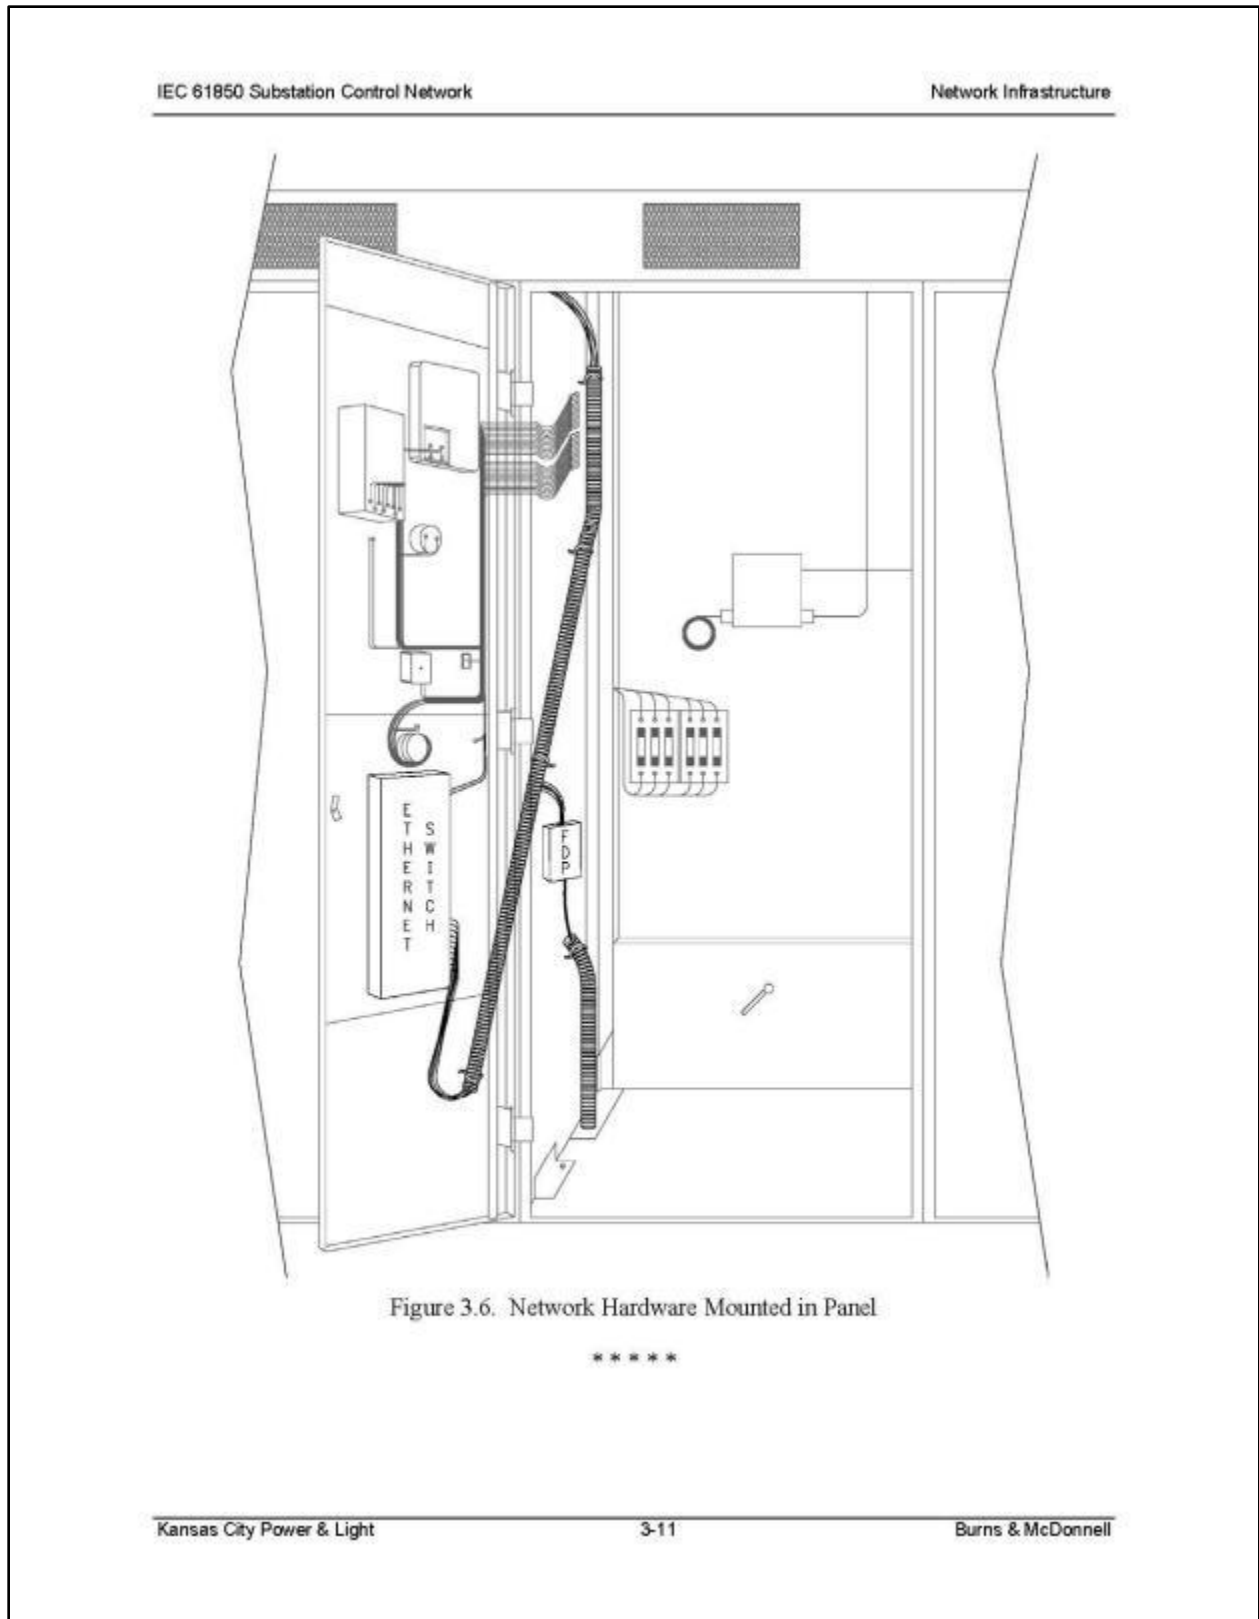 IEC 61850 Substation Control Network
Network Infrastructure
ETHERNET
SWITCH
FDP
Figure 3.6. Network Hardware Mounted in Panel
* * * * *
Kansas City Power & Light
3-11
Burns & McDonnell